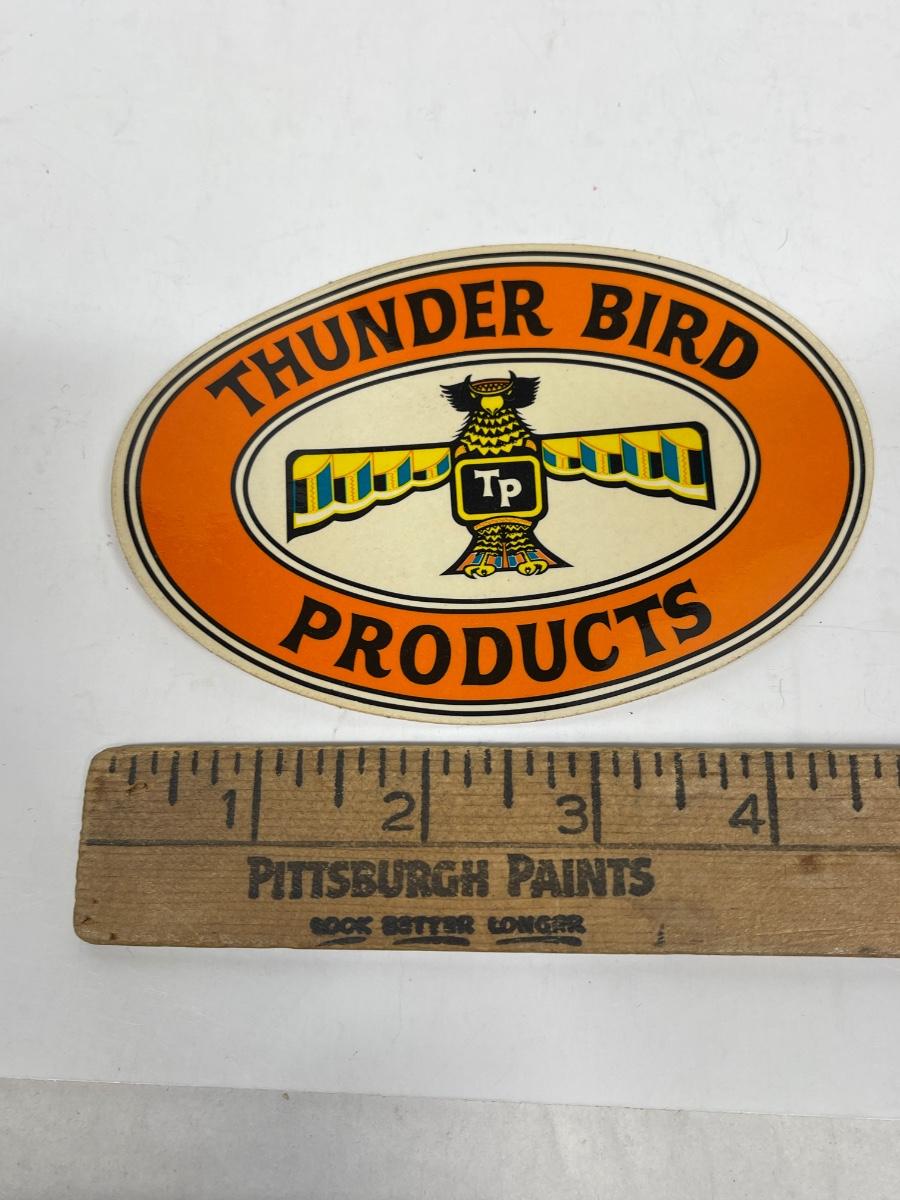 THUNDER BIRD
TP
PRODUCTS
1 2 3 4
PITTSBURGH PAINTS
LOOK BETTER LONGER